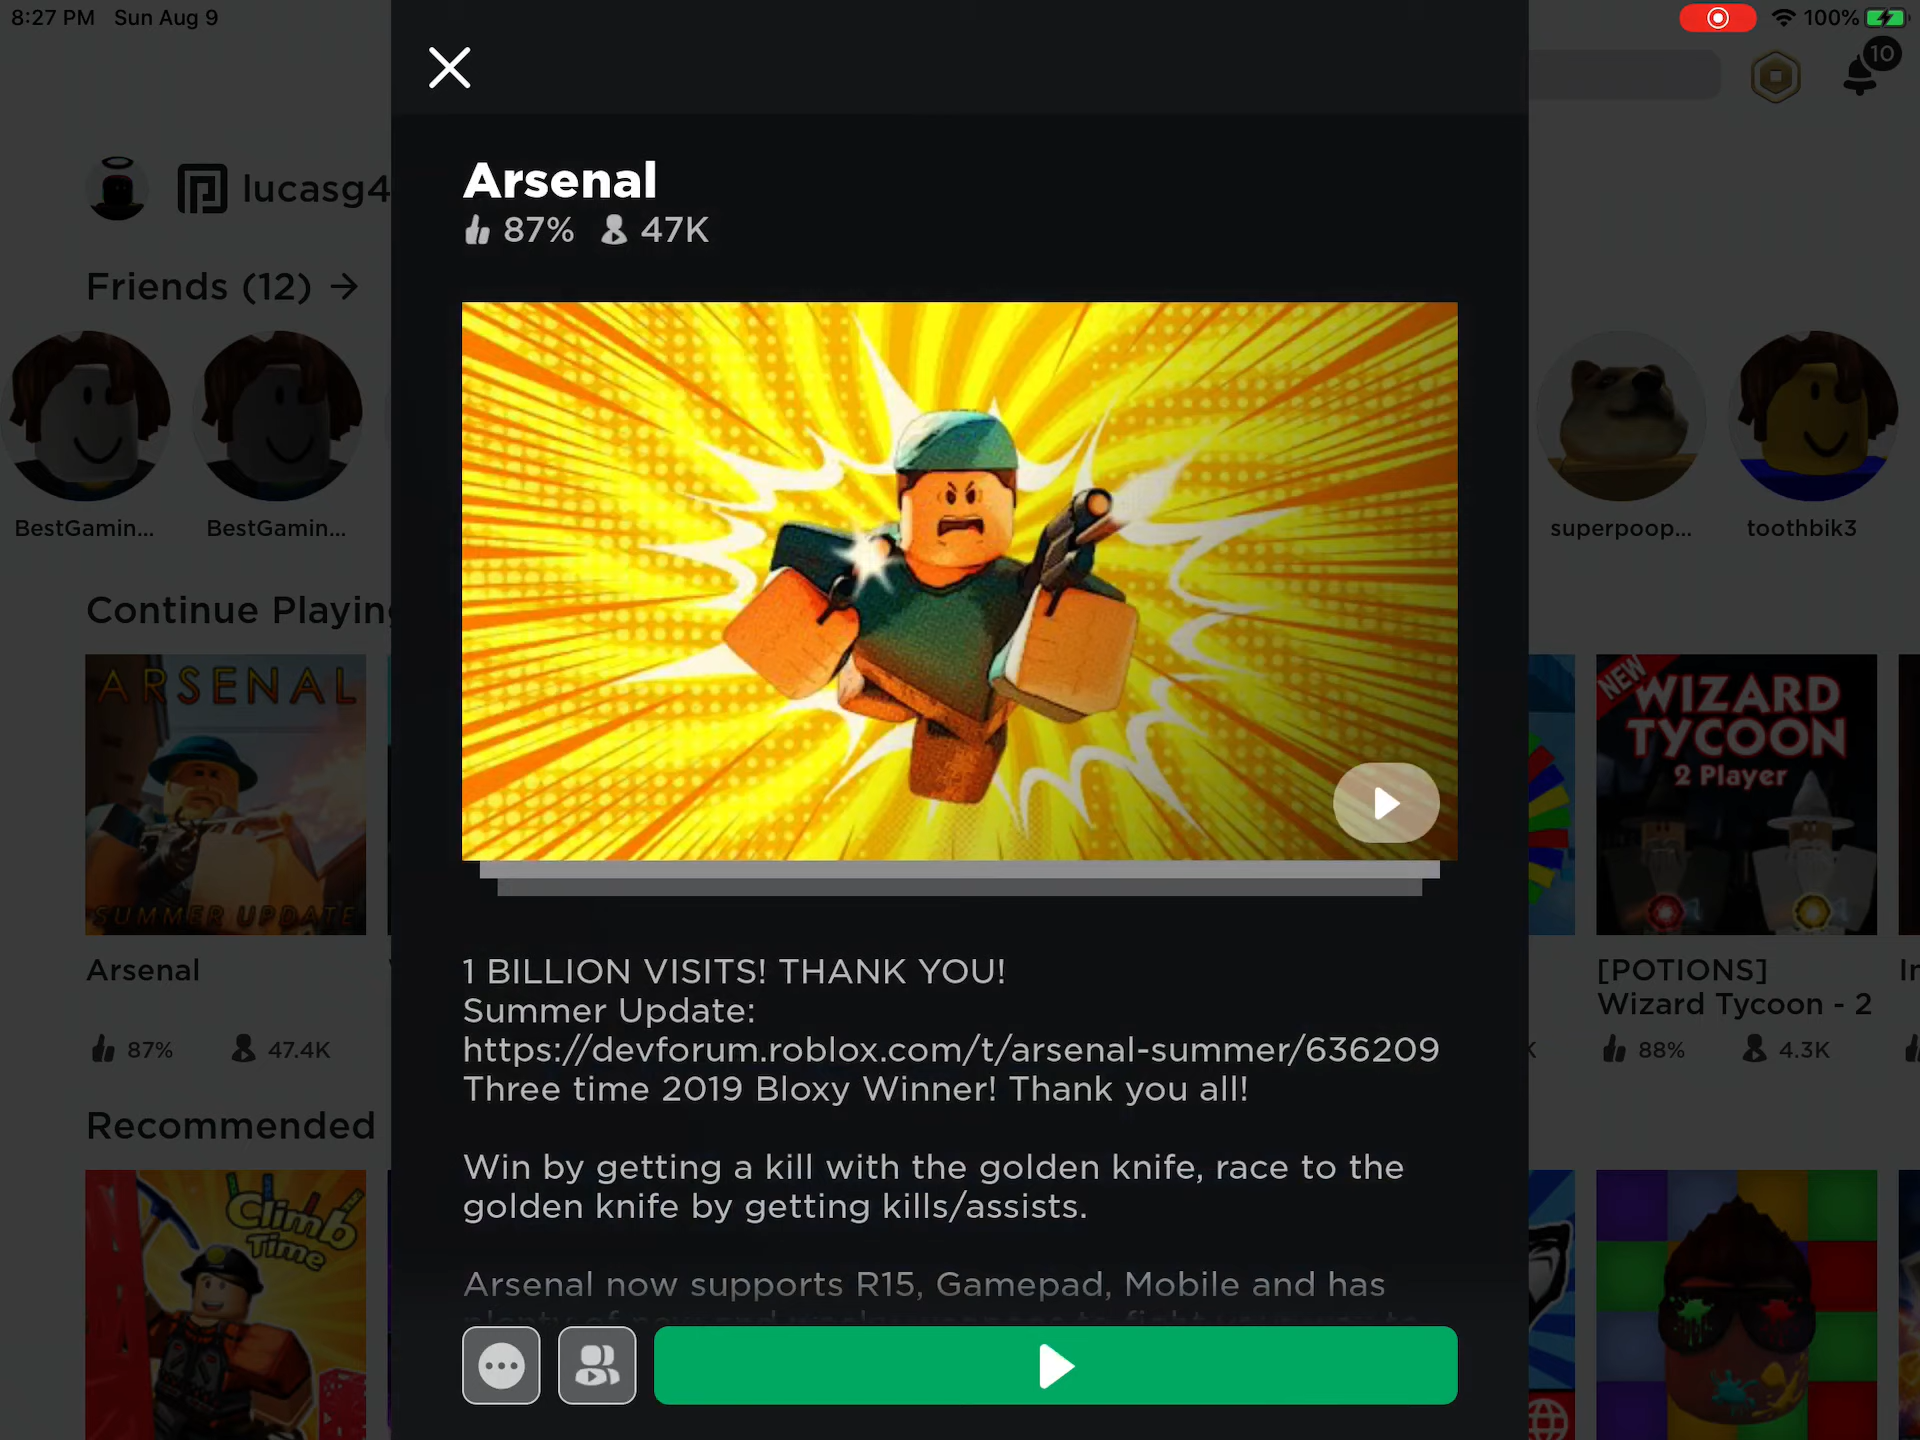 8:27 PM Sun Aug 9
100%
10
lucasg4
Friends (12) →
BestGamin...
BestGamin...
superpoop...
toothbik3
Continue Playing
ARSENAL
SUMMER UPDATE
Arsenal
87% 47.4K
Recommended
Climb
Time
Arsenal
87% 47K
1 BILLION VISITS! THANK YOU!
Summer Update:
https://devforum.roblox.com/t/arsenal-summer/636209
Three time 2019 Bloxy Winner! Thank you all!
Win by getting a kill with the golden knife, race to the
golden knife by getting kills/assists.
Arsenal now supports R15, Gamepad, Mobile and has
NEW
WIZARD
TYCOON
2 Player
[POTIONS]
Wizard Tycoon - 2
88% 4.3K